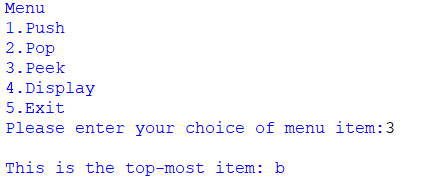 Menu
1.Push
2.Pop
3.Peek
4.Display
5.Exit
Please enter your choice of menu item:3
This is the top-most item: b